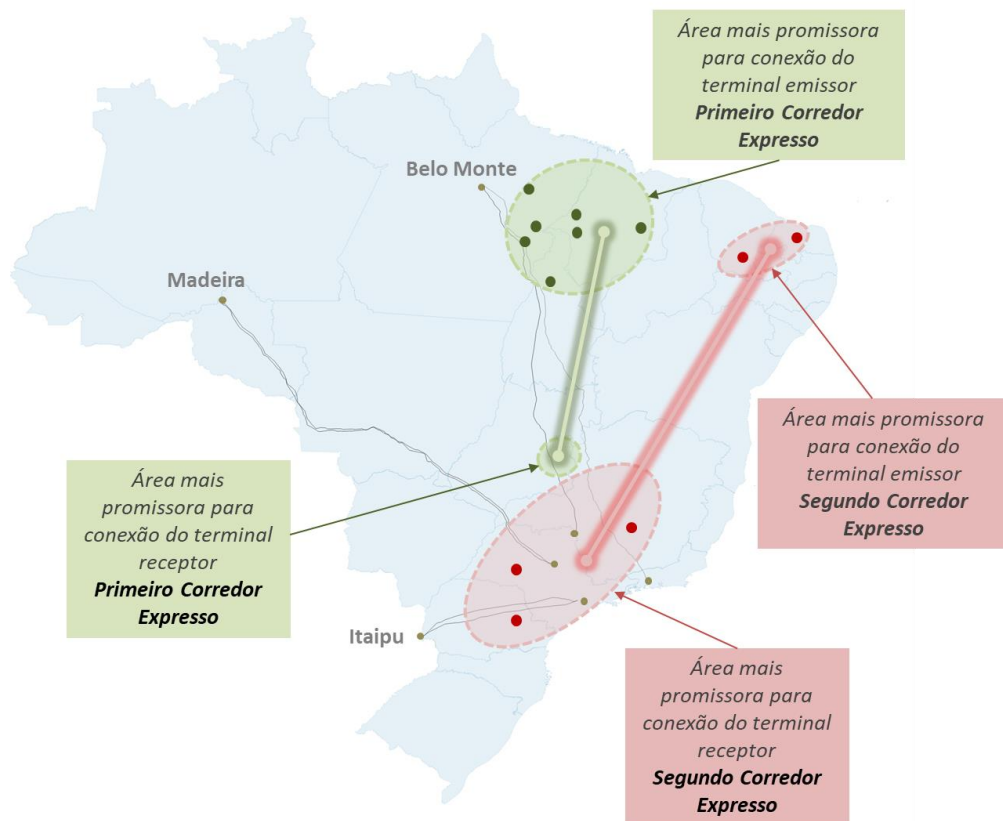 Área mais promissora
para conexão do
terminal emissor
Primeiro Corredor
Expresso
Belo Monte
Madeira
Área mais promissora
para conexão do
terminal emissor
Segundo Corredor
Expresso
Área mais
promissora para
conexão do terminal
receptor
Primeiro Corredor
Expresso
Itaipu
Área mais
promissora para
conexão do terminal
receptor
Segundo Corredor
Expresso